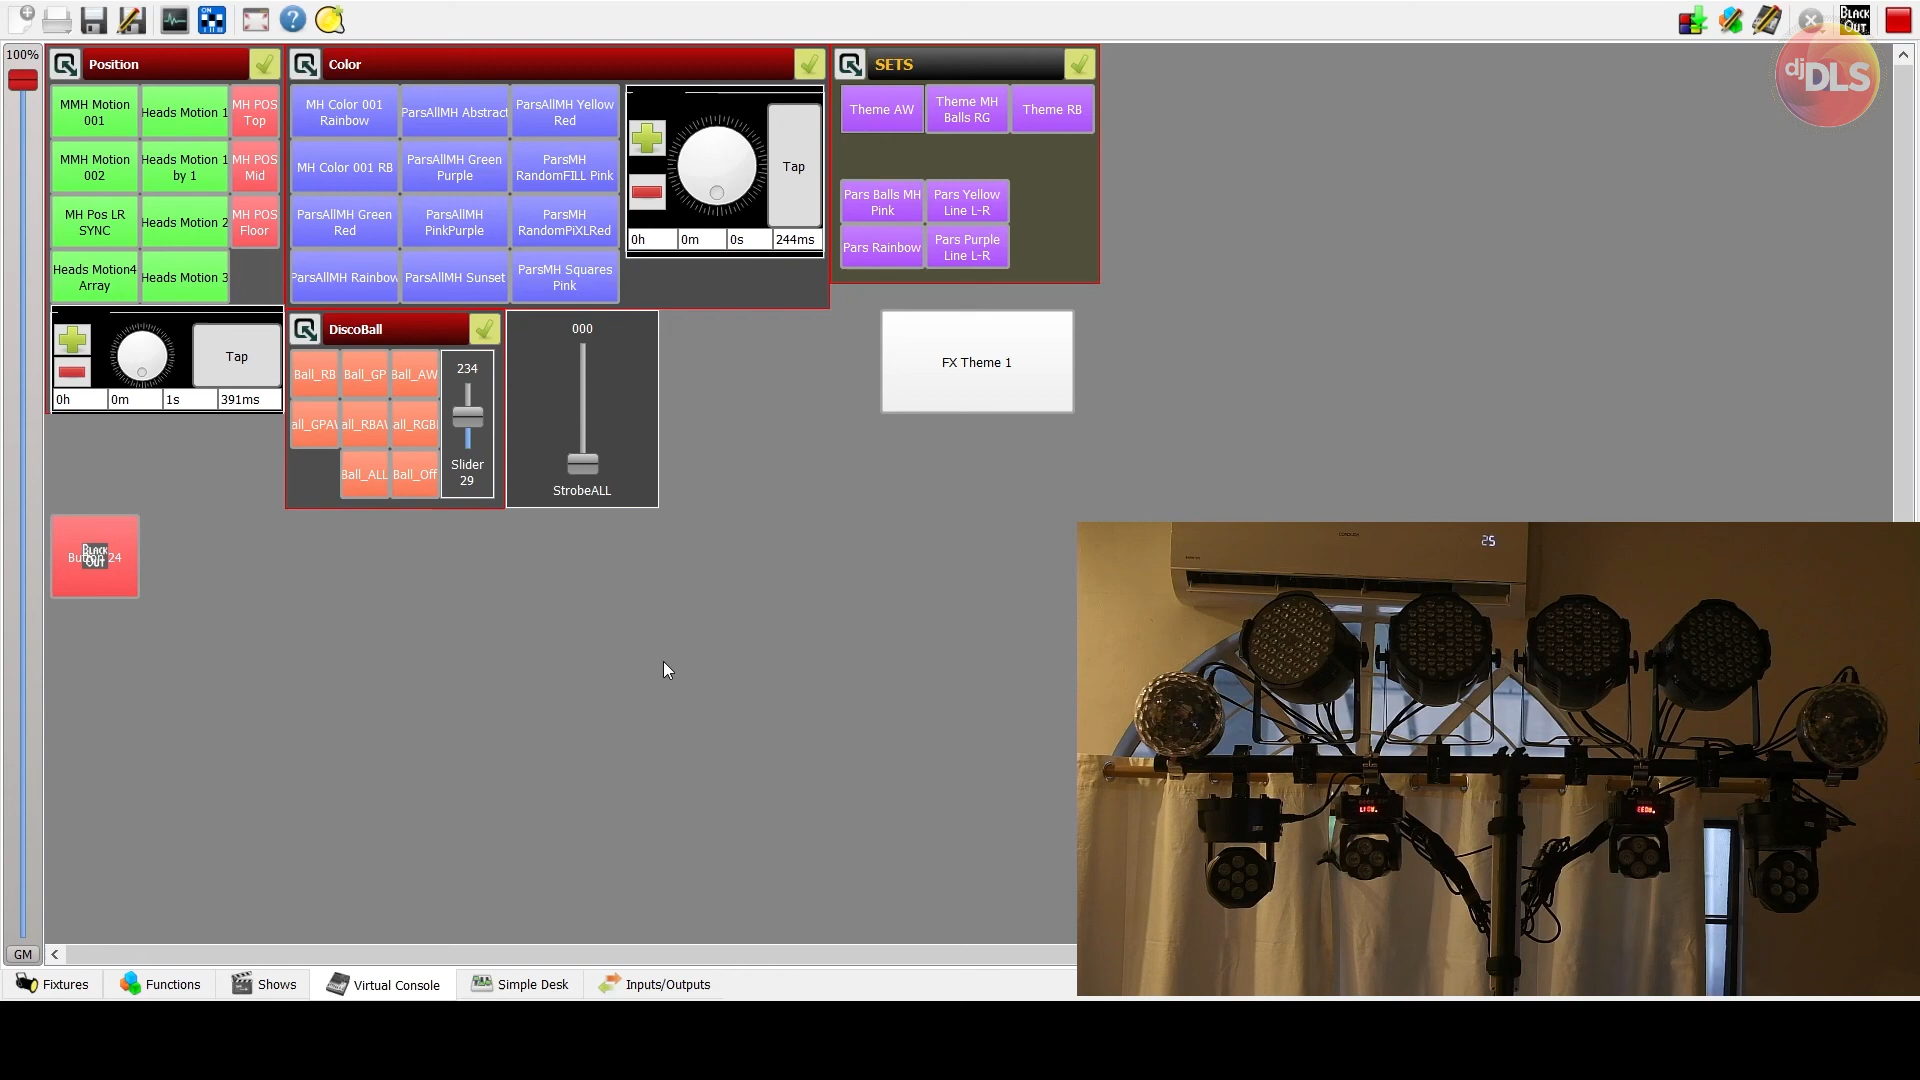 100%
Position
Color
SETS
dj DLS
MMH Motion
001
Heads Motion 1
MH POS
Top
MMH Motion
002
Heads Motion 1
by 1
MH POS
Mid
MH Pos LR
SYNC
Heads Motion 2
MH POS
Floor
Heads Motion4
Array
Heads Motion 3
MH Color 001
Rainbow
ParsAllMH Abstract
ParsAllMH Yellow
Red
MH Color 001 RB
ParsAllMH Green
Purple
ParsMH
RandomFILL Pink
ParsAllMH Green
Red
ParsAllMH
PinkPurple
ParsMH
RandomPiXLRed
ParsAllMH Rainbow
ParsAllMH Sunset
ParsMH Squares
Pink
Tap
0h 0m 0s 244ms
Theme AW
Theme MH
Balls RG
Theme RB
Pars Balls MH
Pink
Pars Yellow
Line L-R
Pars Rainbow
Pars Purple
Line L-R
Tap
0h 0m 1s 391ms
DiscoBall
Ball_RB
Ball_GP
Ball_AW
all_GPA
all_RBA
all_RGB
Ball_ALL
Ball_Off
234
Slider
29
000
StrobeALL
FX Theme 1
Button 24
BLACK
OUT
BLACK
OUT
ON
25
GM
Fixtures
Functions
Shows
Virtual Console
Simple Desk
Inputs/Outputs